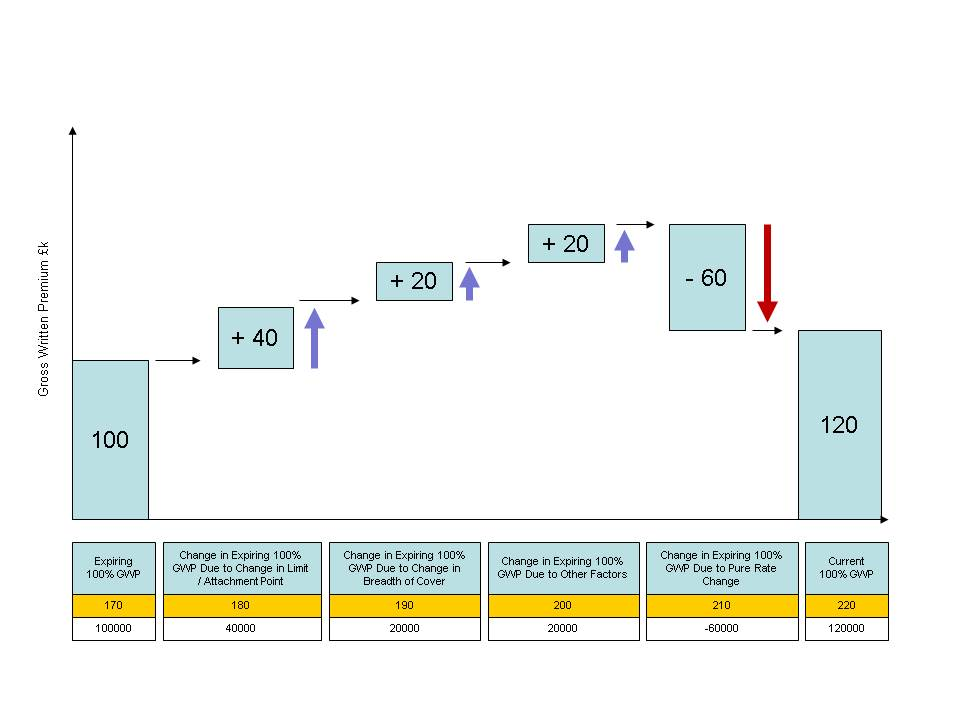 Gross Written Premium £k
100
+ 40
+ 20
+ 20
- 60
120
Expiring
100% GWP
Change in Expiring 100%
GWP Due to Change in Limit
/ Attachment Point
Change in Expiring 100%
GWP Due to Change in
Breadth of Cover
Change in Expiring 100%
GWP Due to Other Factors
Change in Expiring 100%
GWP Due to Pure Rate
Change
Current
100% GWP
170
180
190
200
210
220
100000
40000
20000
20000
-60000
120000